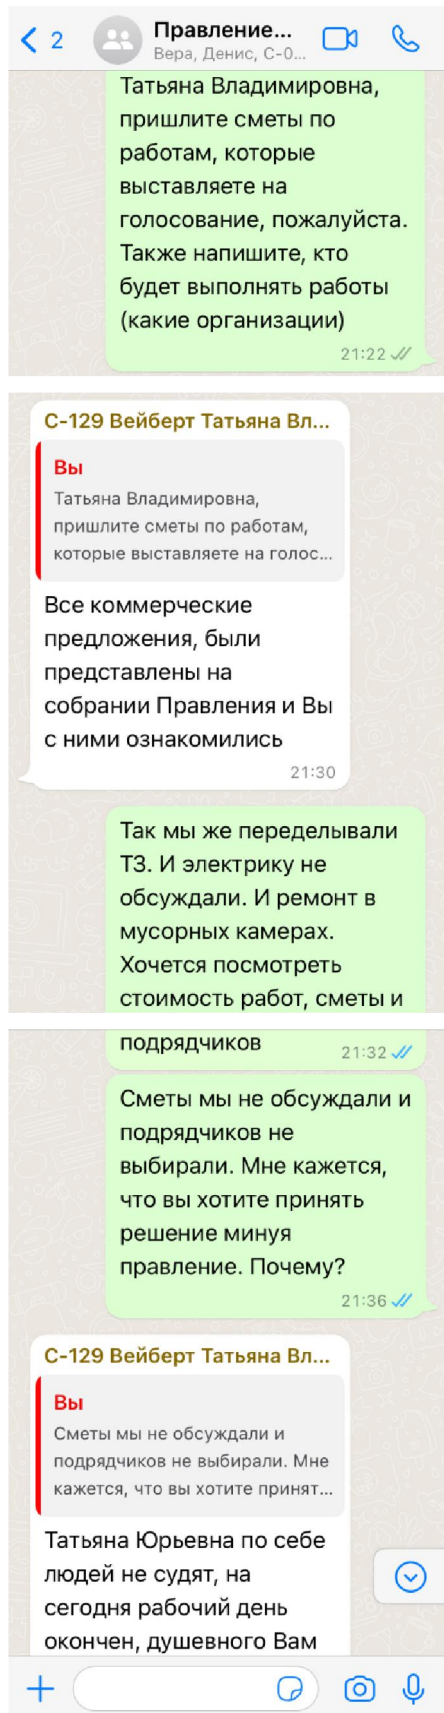 2
Правление...
Вера, Денис, С-0...
Татьяна Владимировна,
пришлите сметы по
работам, которые
выставляете на
голосование, пожалуйста.
Также напишите, кто
будет выполнять работы
(какие организации)
21:22
С-129 Вейберт Татьяна Вл...
Вы
Татьяна Владимировна,
пришлите сметы по работам,
которые выставляете на голос...
Все коммерческие
предложения, были
представлены на
собрании Правления и Вы
с ними ознакомились
21:30
Так мы же переделывали
ТЗ. И электрику не
обсуждали. И ремонт в
мусорных камерах.
Хочется посмотреть
стоимость работ, сметы и
подрядчиков
21:32
Сметы мы не обсуждали и
подрядчиков не
выбирали. Мне кажется,
что вы хотите принять
решение минуя
правление. Почему?
21:36
С-129 Вейберт Татьяна Вл...
Вы
Сметы мы не обсуждали и
подрядчиков не выбирали. Мне
кажется, что вы хотите принят...
Татьяна Юрьевна по себе
людей не судят, на
сегодня рабочий день
окончен, душевного Вам